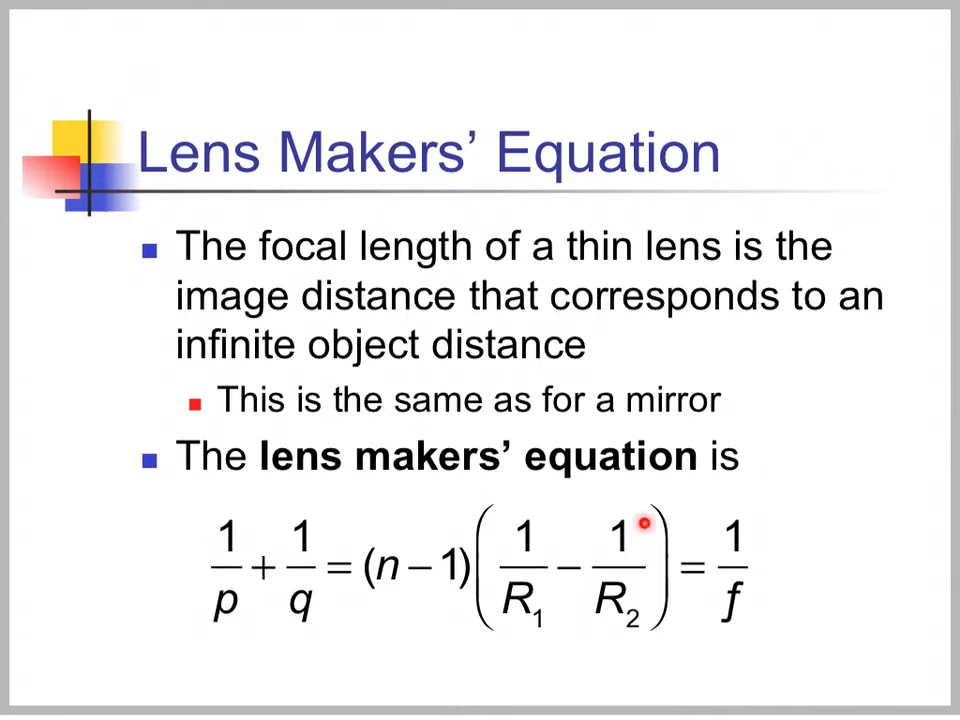 Lens Makers’ Equation
The focal length of a thin lens is the
image distance that corresponds to an
infinite object distance
This is the same as for a mirror
The lens makers’ equation is
1/p + 1/q = (n − 1)(1/R₁ − 1/R₂) = 1/f